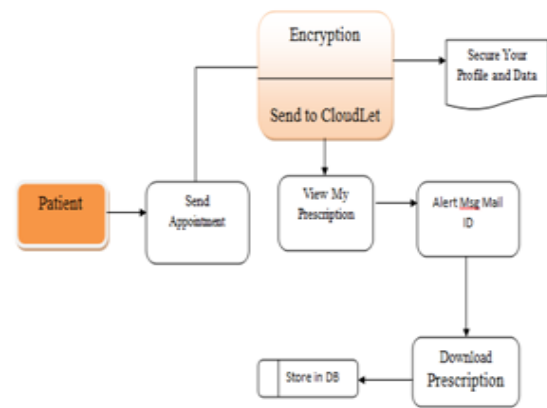 Encryption
Send to CloudLet
Secure Your
Profile and Data
Patient
Send
Appointment
View My
Prescription
Alert Msg Mail
ID
Download
Prescription
Store in DB